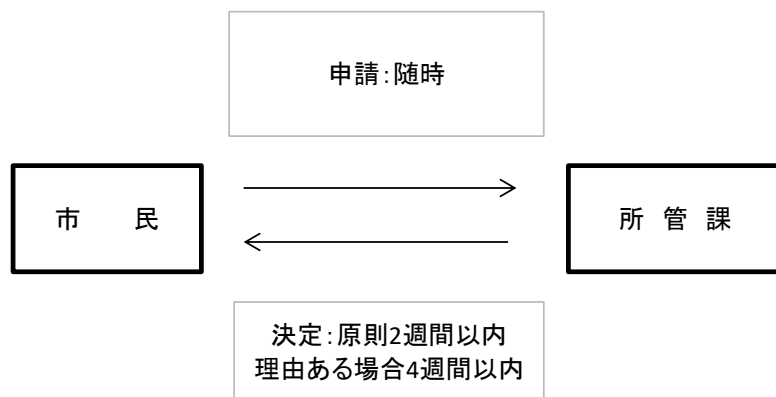 申請：随時
市　　民
所　管　課
決定：原則2週間以内
理由ある場合4週間以内